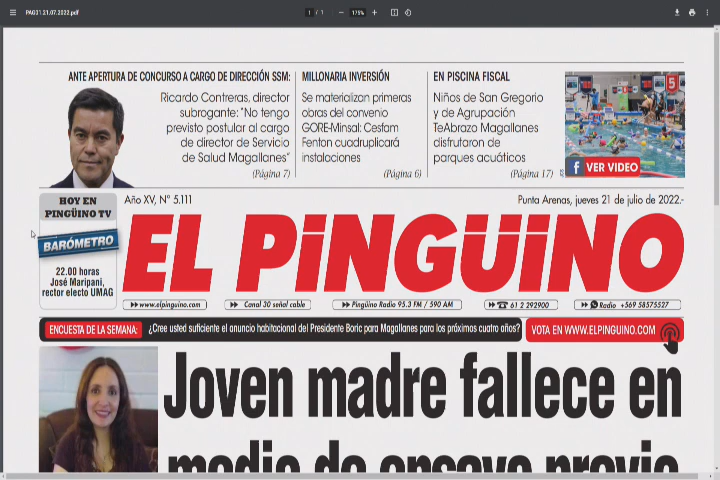 PAG01 21.07.2022.pdf
1 / 1
175%
ANTE APERTURA DE CONCURSO A CARGO DE DIRECCIÓN SSM:
Ricardo Contreras, director
subrogante: "No tengo
previsto postular al cargo
de director de Servicio
de Salud Magallanes"
(Página 7)
MILLONARIA INVERSIÓN
Se materializan primeras
obras del convenio
GORE-Minsal: Cesfam
Fenton cuadruplicará
instalaciones
(Página 6)
EN PISCINA FISCAL
Niños de San Gregorio
y de Agrupación
TeAbrazo Magallanes
disfrutaron de
parques acuáticos
(Página 17)
5
f VER VIDEO
HOY EN
PINGÜINO TV
BARÓMETRO
22.00 horas
José Maripani,
rector electo UMAG
Año XV, N° 5.111
Punta Arenas, jueves 21 de julio de 2022.-
EL PINGÜINO
www.elpinguino.com
Canal 30 señal cable
Pingüino Radio 95.3 FM / 590 AM
61 2 292900
Radio +569 58575527
ENCUESTA DE LA SEMANA:
¿Cree usted suficiente el anuncio habitacional del Presidente Boric para Magallanes para los próximos cuatro años?
VOTA EN WWW.ELPINGUINO.COM
Joven madre fallece en
medio de ensayo previo